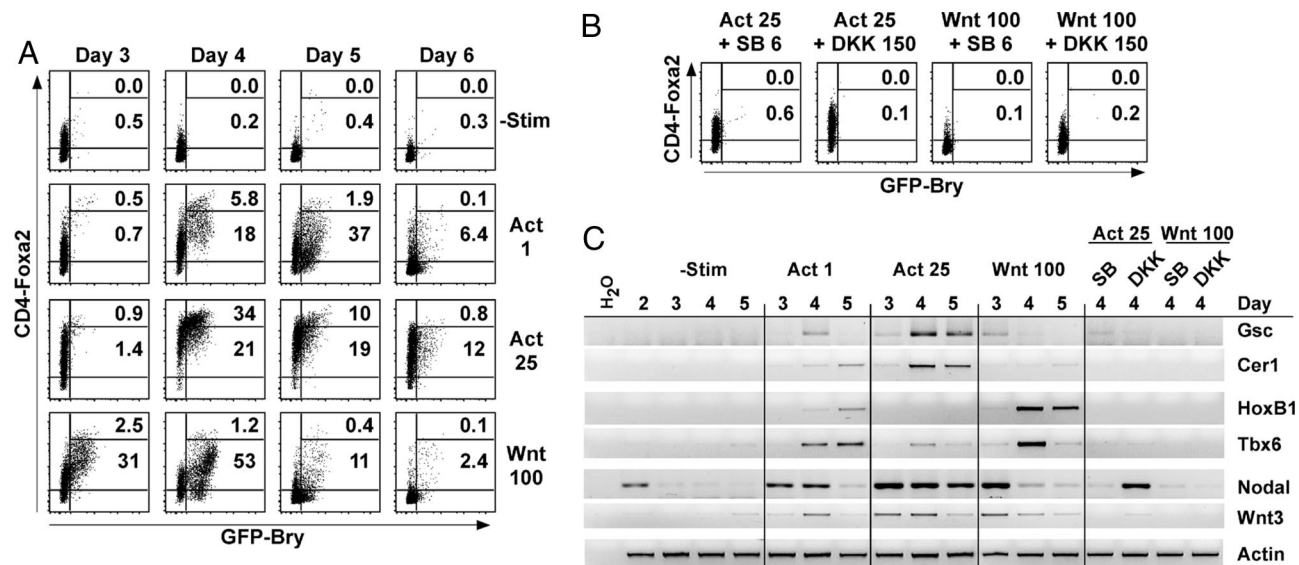 A
Day 3 Day 4 Day 5 Day 6
0.0 0.0 0.0 0.0
0.5 0.2 0.4 0.3
-Stim
0.5 5.8 1.9 0.1
0.7 18 37 6.4
Act
1
0.9 34 10 0.8
1.4 21 19 12
Act
25
2.5 1.2 0.4 0.1
31 53 11 2.4
Wnt
100
CD4-Foxa2
GFP-Bry
B
Act 25 Act 25 Wnt 100 Wnt 100
+ SB 6 + DKK 150 + SB 6 + DKK 150
0.0 0.0 0.0 0.0
0.6 0.1 0.1 0.2
CD4-Foxa2
GFP-Bry
C
Act 25 Wnt 100
H2O -Stim Act 1 Act 25 Wnt 100 SB DKK SB DKK
2 3 4 5 3 4 5 3 4 5 3 4 5 4 4 4 4 Day
Gsc
Cer1
HoxB1
Tbx6
Nodal
Wnt3
Actin